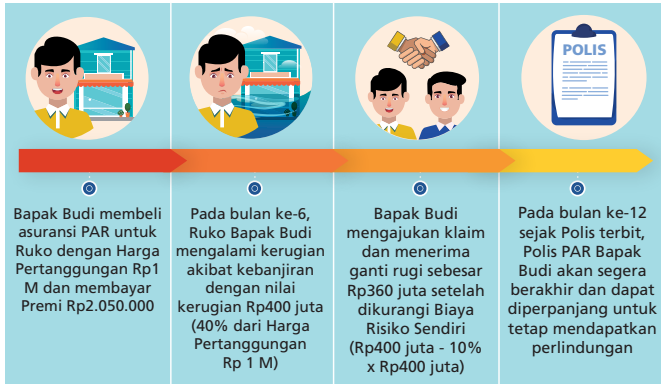 POLIS
Bapak Budi membeli
asuransi PAR untuk
Ruko dengan Harga
Pertanggungan Rp1
M dan membayar
Premi Rp2.050.000
Pada bulan ke-6,
Ruko Bapak Budi
mengalami kerugian
akibat kebanjiran
dengan nilai
kerugian Rp400 juta
(40% dari Harga
Pertanggungan
Rp 1 M)
Bapak Budi
mengajukan klaim
dan menerima
ganti rugi sebesar
Rp360 juta setelah
dikurangi Biaya
Risiko Sendiri
(Rp400 juta - 10%
x Rp400 juta)
Pada bulan ke-12
sejak Polis terbit,
Polis PAR Bapak
Budi akan segera
berakhir dan dapat
diperpanjang untuk
tetap mendapatkan
perlindungan